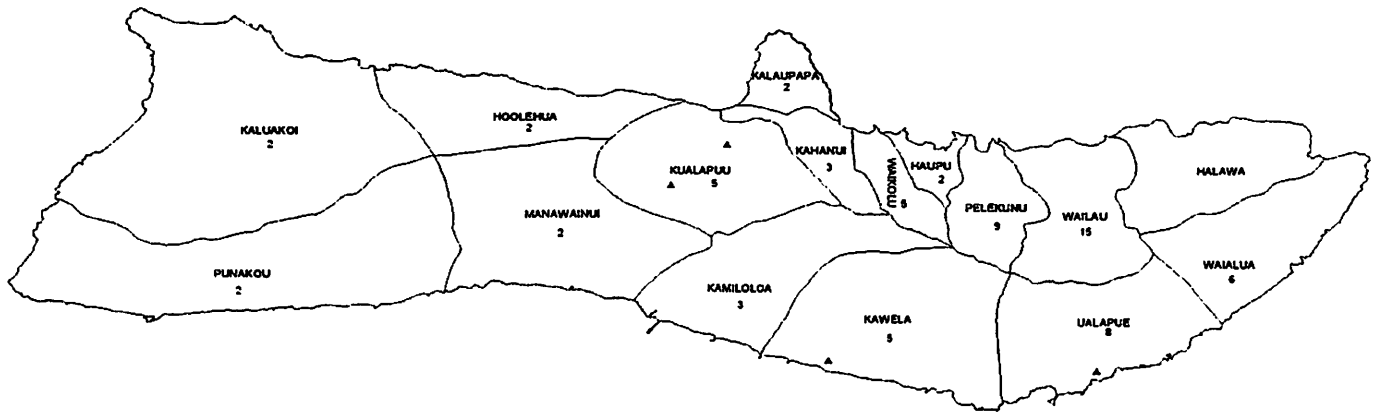 KALAUPAPA
2
HOOLEHUA
2
KALUAKOI
2
KAHANUI
3
WAIKOLU
5
HAUPU
2
KUALAPUU
5
HALAWA
PELEKUNU
9
WAILAU
15
MANAWAINUI
2
WAIALUA
6
PUNAKOU
2
KAMILOLOA
3
KAWELA
5
UALAPUE
8